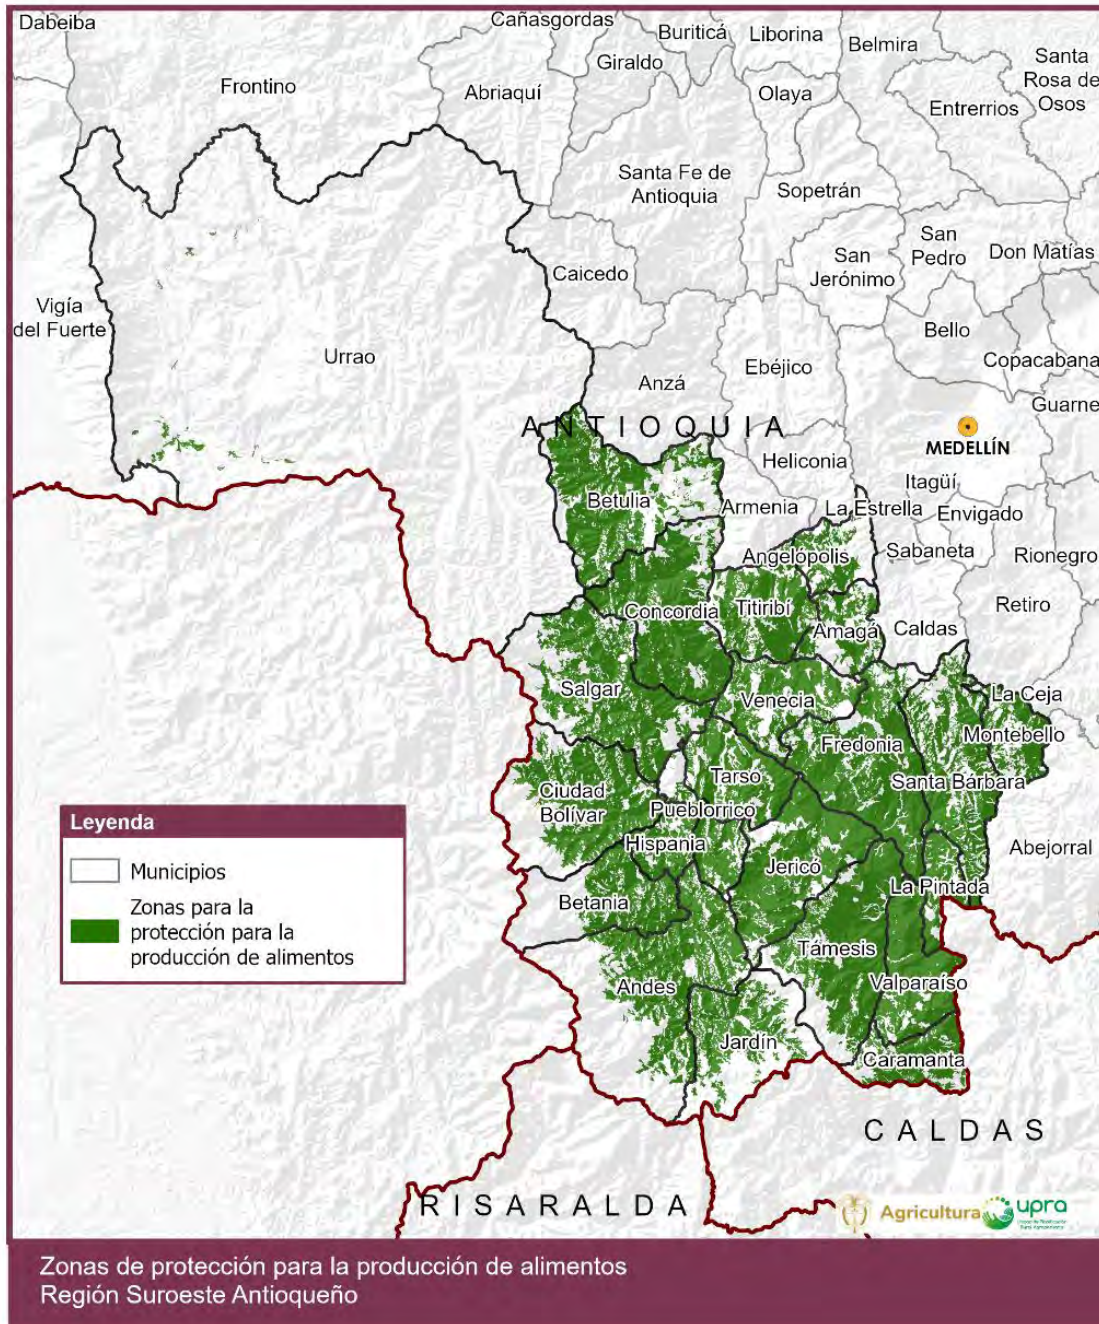 Dabeiba
Cañasgordas
Buriticá
Liborina
Belmira
Santa
Rosa de
Osos
Frontino
Abriaquí
Giraldo
Olaya
Entrerrios
Santa Fe de
Antioquia
Sopetrán
San
Pedro
Don Matías
San
Jerónimo
Caicedo
Vigía
del Fuerte
Urrao
Bello
Copacabana
Anzá
Ebéjico
Guarne
ANTIOQUIA
MEDELLÍN
Heliconia
Itagüí
Betulia
Armenia
La Estrella
Envigado
Angelópolis
Sabaneta
Rionegro
Concordia
Titiribí
Amagá
Caldas
Retiro
Salgar
Venecia
La Ceja
Montebello
Fredonia
Tarso
Santa Bárbara
Ciudad
Bolívar
Pueblorrico
Hispania
Jericó
Abejorral
La Pintada
Betania
Támesis
Andes
Valparaíso
Jardín
Caramanta
Leyenda
Municipios
Zonas para la
protección para la
producción de alimentos
CALDAS
RISARALDA
Agricultura
upra
Zonas de protección para la producción de alimentos
Región Suroeste Antioqueño